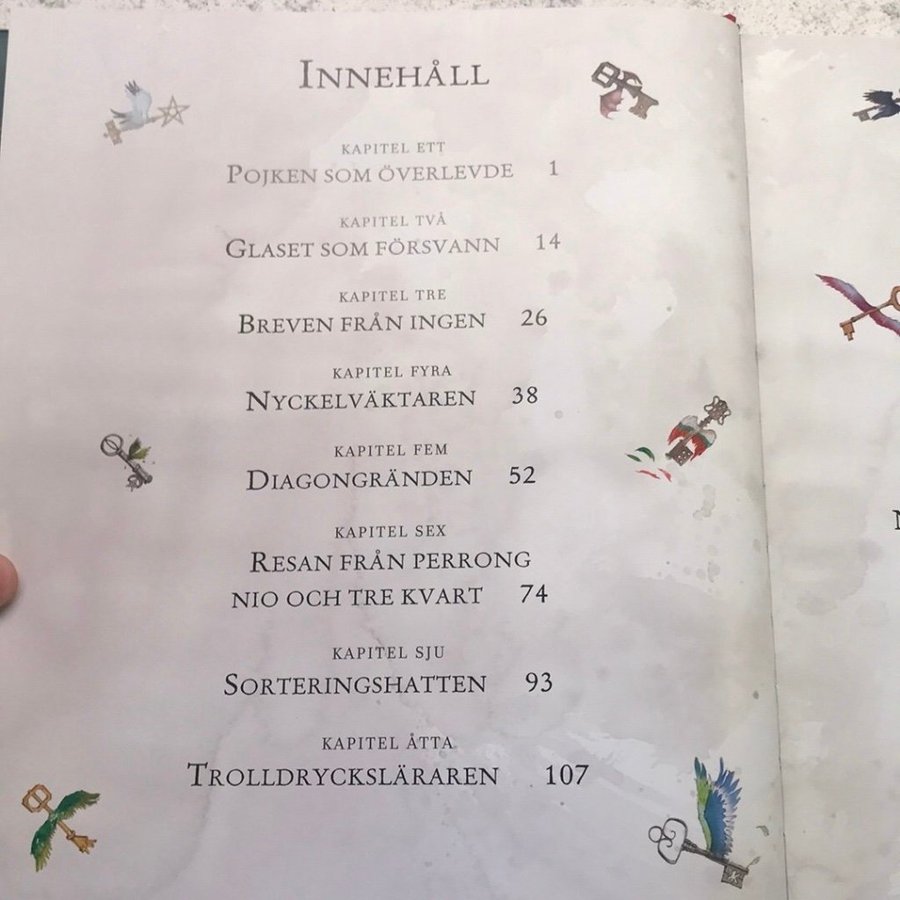 INNEHÅLL
KAPITEL ETT
POJKEN SOM ÖVERLEVDE 1
KAPITEL TVÅ
GLASET SOM FÖRSVANN 14
KAPITEL TRE
BREVEN FRÅN INGEN 26
KAPITEL FYRA
NYCKELVÄKTAREN 38
KAPITEL FEM
DIAGONGRÄNDEN 52
KAPITEL SEX
RESAN FRÅN PERRONG
NIO OCH TRE KVART 74
KAPITEL SJU
SORTERINGSHATTEN 93
KAPITEL ÅTTA
TROLLDRYCKSLÄRAREN 107